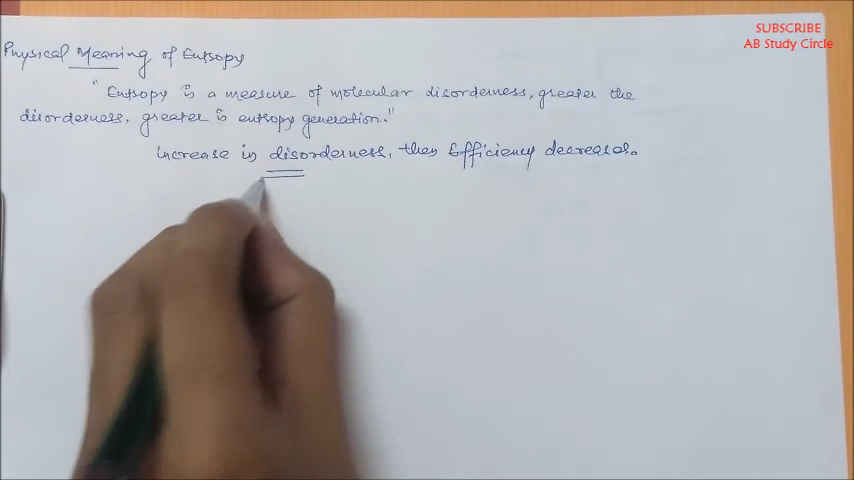 SUBSCRIBE
AB Study Circle
Physical Meaning of Entropy
"Entropy is a measure of molecular disorderness, greater the
disorderness, greater is entropy generation."
increase in disorderness, then Efficiency decreases.